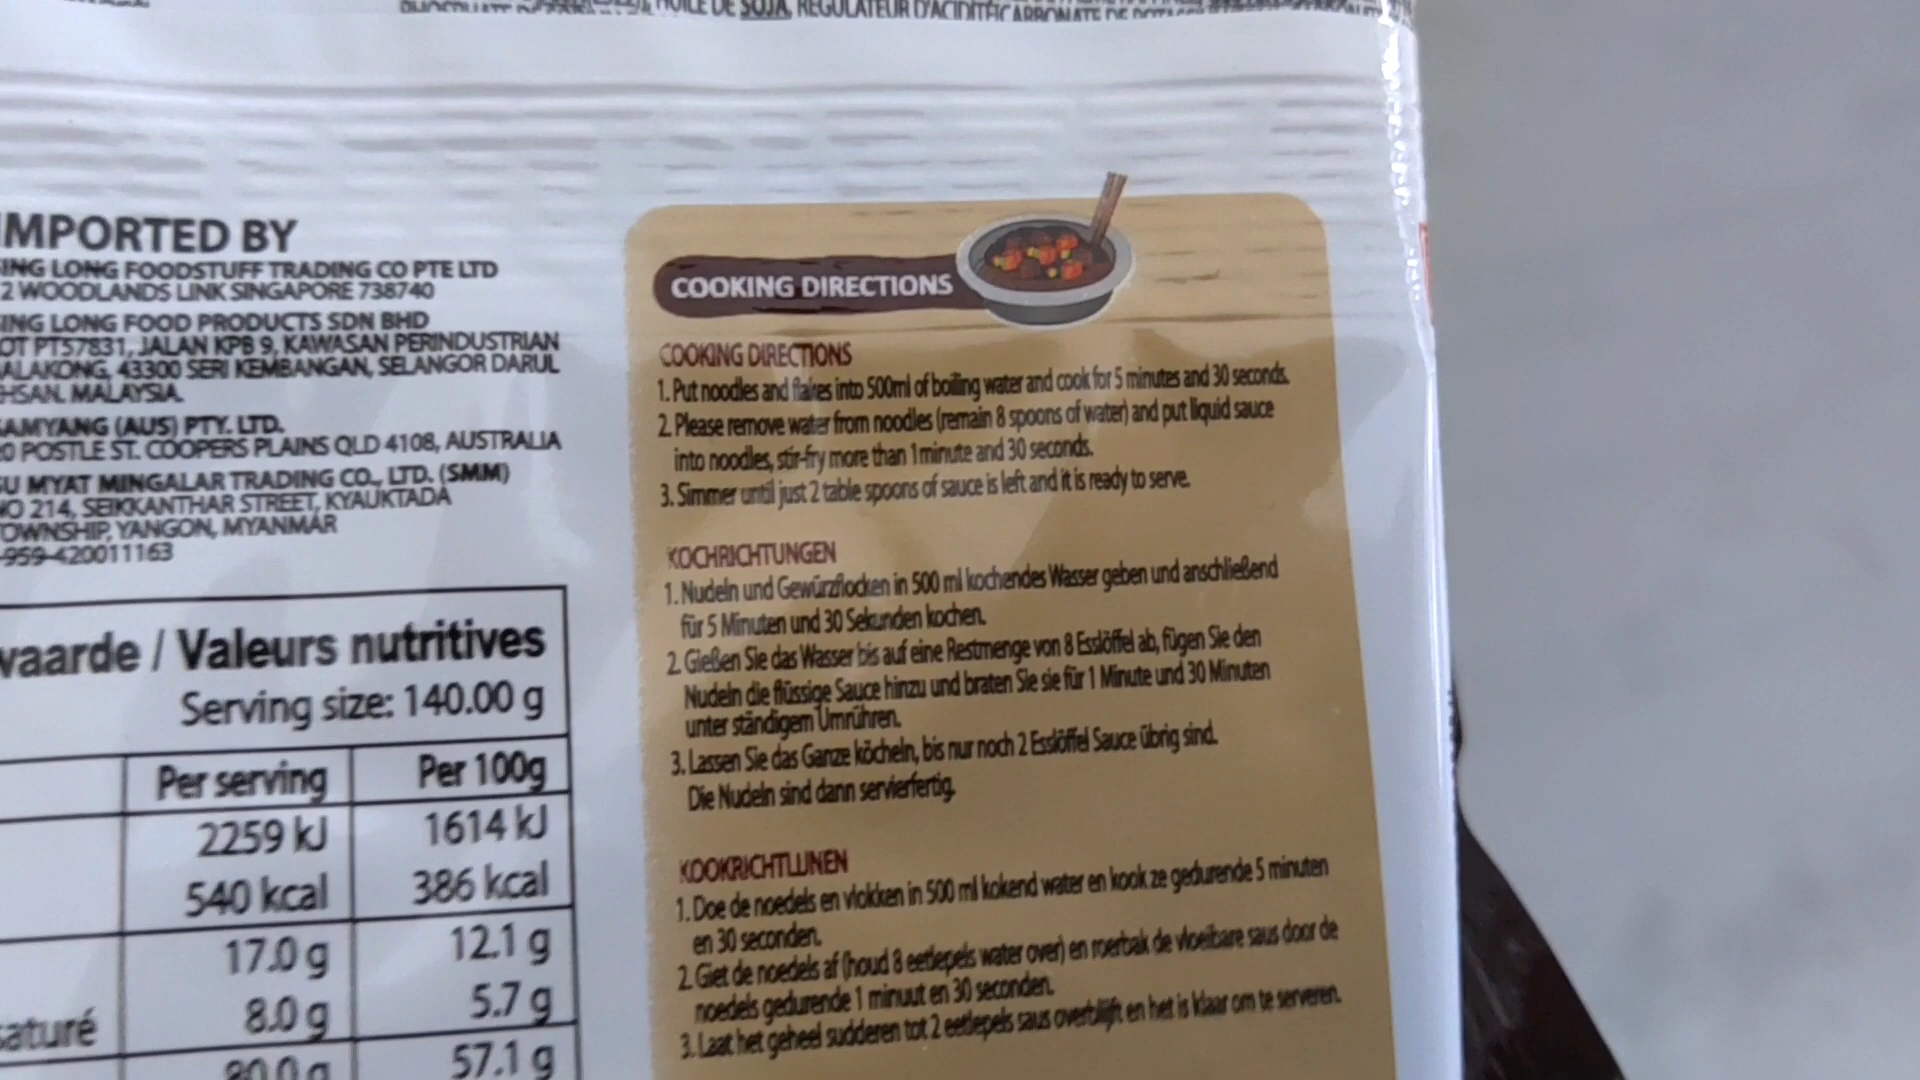 HUILE DE SOJA, RÉGULATEUR D'ACIDITÉ(CARBONATE DE
IMPORTED BY
ING LONG FOODSTUFF TRADING CO PTE LTD
2 WOODLANDS LINK SINGAPORE 738740
ING LONG FOOD PRODUCTS SDN BHD
OT PT57831, JALAN KPB 9, KAWASAN PERINDUSTRIAN
ALAKONG, 43300 SERI KEMBANGAN, SELANGOR DARUL
EHSAN. MALAYSIA.
SAMYANG (AUS) PTY. LTD.
20 POSTLE ST. COOPERS PLAINS QLD 4108, AUSTRALIA
SU MYAT MINGALAR TRADING CO., LTD. (SMM)
NO 214, SEIKKANTHAR STREET, KYAUKTADA
TOWNSHIP, YANGON, MYANMAR
-959-420011163
waarde / Valeurs nutritives
Serving size: 140.00 g
Per serving Per 100g
2259 kJ 1614 kJ
540 kcal 386 kcal
17.0 g 12.1 g
saturé 8.0 g 5.7 g
80.0 g 57.1 g
COOKING DIRECTIONS
COOKING DIRECTIONS
1. Put noodles and flakes into 500ml of boiling water and cook for 5 minutes and 30 seconds.
2. Please remove water from noodles (remain 8 spoons of water) and put liquid sauce
into noodles, stir-fry more than 1minute and 30 seconds.
3. Simmer until just 2 table spoons of sauce is left and it is ready to serve.
KOCHRICHTUNGEN
1. Nudeln und Gewürzflocken in 500 ml kochendes Wasser geben und anschließend
für 5 Minuten und 30 Sekunden kochen.
2. Gießen Sie das Wasser bis auf eine Restmenge von 8 Esslöffel ab, fügen Sie den
Nudeln die flüssige Sauce hinzu und braten Sie sie für 1 Minute und 30 Minuten
unter ständigem Umrühren.
3. Lassen Sie das Ganze köcheln, bis nur noch 2 Esslöffel Sauce übrig sind.
Die Nudeln sind dann servierfertig.
KOOKRICHTLIJNEN
1. Doe de noedels en vlokken in 500 ml kokend water en kook ze gedurende 5 minuten
en 30 seconden.
2. Giet de noedels af (houd 8 eetlepels water over) en roerbak de vloeibare saus door de
noedels gedurende 1 minuut en 30 seconden.
3. Laat het geheel sudderen tot 2 eetlepels saus overblijft en het is klaar om te serveren.